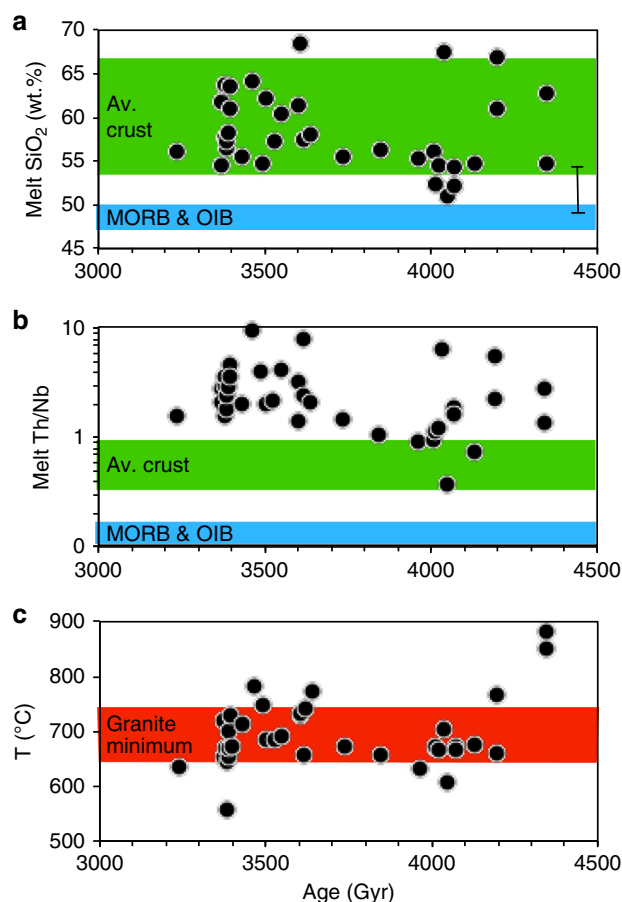 a
70
65
60
55
50
45
Melt SiO2 (wt.%)
Av.
crust
MORB & OIB
3000 3500 4000 4500
b
10
1
0
Melt Th/Nb
Av. crust
MORB & OIB
3000 3500 4000 4500
c
900
800
700
600
500
T (°C)
Granite
minimum
3000 3500 4000 4500
Age (Gyr)